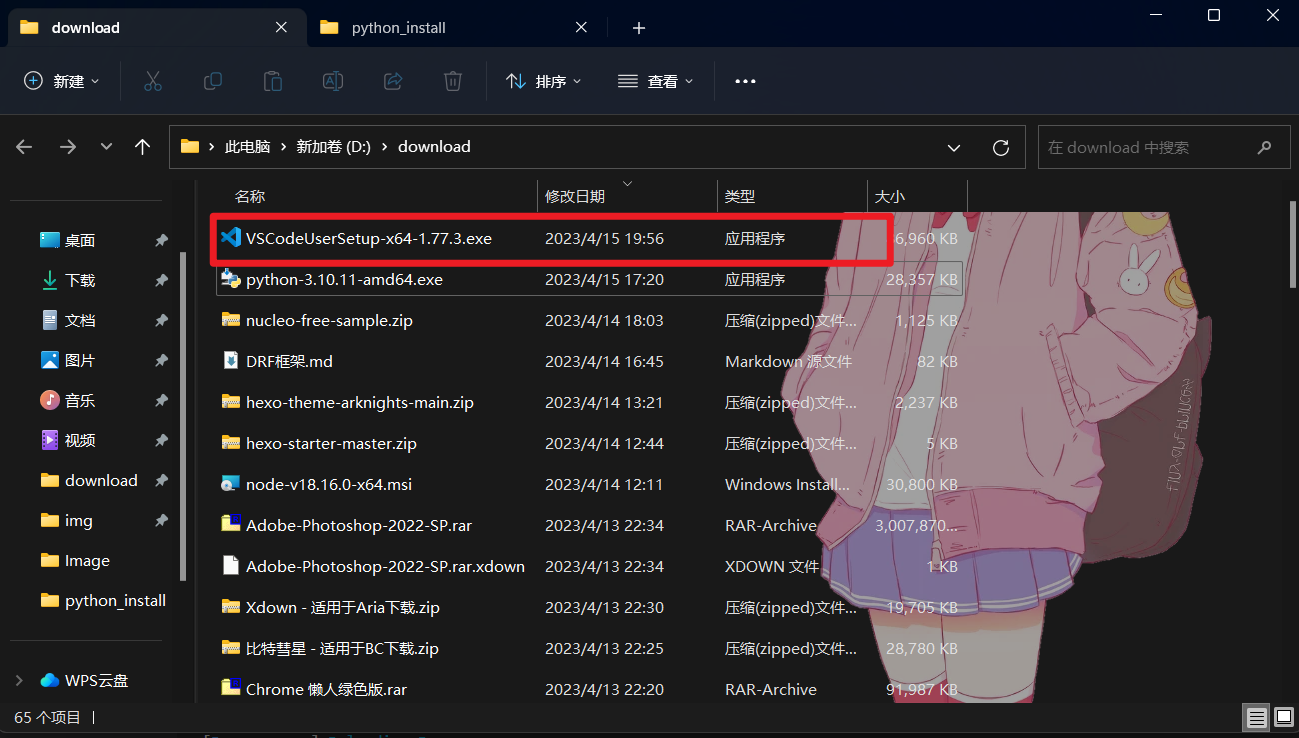 download
python_install
新建
排序
查看
此电脑 › 新加卷 (D:) › download
在 download 中搜索
名称 修改日期 类型 大小
桌面
下载
文档
图片
音乐
视频
download
img
Image
python_install
WPS云盘
VSCodeUserSetup-x64-1.77.3.exe 2023/4/15 19:56 应用程序 6,960 KB
python-3.10.11-amd64.exe 2023/4/15 17:20 应用程序 28,357 KB
nucleo-free-sample.zip 2023/4/14 18:03 压缩(zipped)文件... 1,125 KB
DRF框架.md 2023/4/14 16:45 Markdown 源文件 82 KB
hexo-theme-arknights-main.zip 2023/4/14 13:21 压缩(zipped)文件... 2,237 KB
hexo-starter-master.zip 2023/4/14 12:44 压缩(zipped)文件... 5 KB
node-v18.16.0-x64.msi 2023/4/14 12:11 Windows Install... 30,800 KB
Adobe-Photoshop-2022-SP.rar 2023/4/13 22:34 RAR-Archive 3,007,870...
Adobe-Photoshop-2022-SP.rar.xdown 2023/4/13 22:34 XDOWN 文件 1 KB
Xdown - 适用于Aria下载.zip 2023/4/13 22:30 压缩(zipped)文件... 19,705 KB
比特彗星 - 适用于BC下载.zip 2023/4/13 22:25 压缩(zipped)文件... 28,780 KB
Chrome 懒人绿色版.rar 2023/4/13 22:20 RAR-Archive 91,987 KB
65 个项目